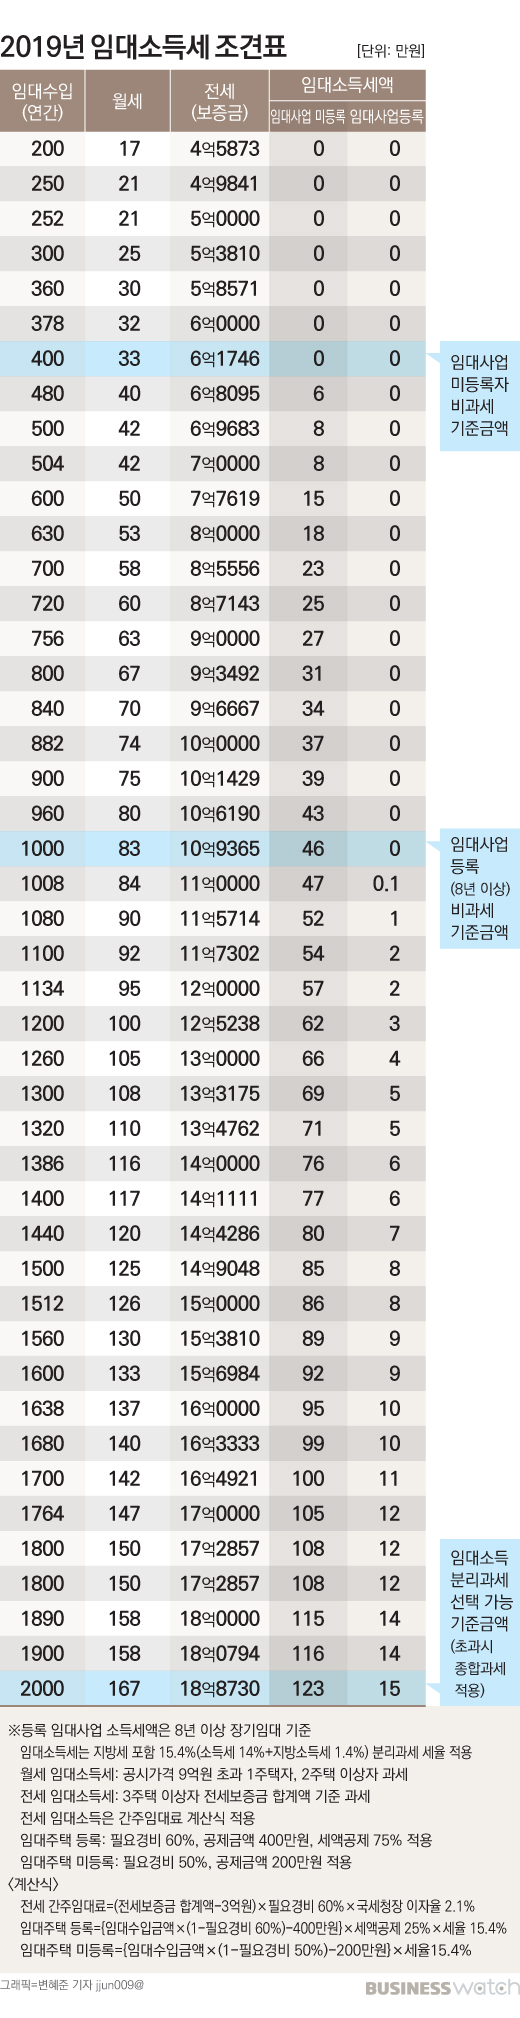 2019년 임대소득세 조견표
[단위: 만원]
임대수입 (연간) 월세 전세 (보증금) 임대소득세액
임대사업 미등록 임대사업등록
200 17 4억5873 0 0
250 21 4억9841 0 0
252 21 5억0000 0 0
300 25 5억3810 0 0
360 30 5억8571 0 0
378 32 6억0000 0 0
400 33 6억1746 0 0
임대사업
미등록자
비과세
기준금액
480 40 6억8095 6 0
500 42 6억9683 8 0
504 42 7억0000 8 0
600 50 7억7619 15 0
630 53 8억0000 18 0
700 58 8억5556 23 0
720 60 8억7143 25 0
756 63 9억0000 27 0
800 67 9억3492 31 0
840 70 9억6667 34 0
882 74 10억0000 37 0
900 75 10억1429 39 0
960 80 10억6190 43 0
1000 83 10억9365 46 0
임대사업
등록
(8년 이상)
비과세
기준금액
1008 84 11억0000 47 0.1
1080 90 11억5714 52 1
1100 92 11억7302 54 2
1134 95 12억0000 57 2
1200 100 12억5238 62 3
1260 105 13억0000 66 4
1300 108 13억3175 69 5
1320 110 13억4762 71 5
1386 116 14억0000 76 6
1400 117 14억1111 77 6
1440 120 14억4286 80 7
1500 125 14억9048 85 8
1512 126 15억0000 86 8
1560 130 15억3810 89 9
1600 133 15억6984 92 9
1638 137 16억0000 95 10
1680 140 16억3333 99 10
1700 142 16억4921 100 11
1764 147 17억0000 105 12
1800 150 17억2857 108 12
1800 150 17억2857 108 12
1890 158 18억0000 115 14
1900 158 18억0794 116 14
2000 167 18억8730 123 15
임대소득
분리과세
선택 가능
기준금액
(초과시
종합과세
적용)
※등록 임대사업 소득세액은 8년 이상 장기임대 기준
임대소득세는 지방세 포함 15.4%(소득세 14%+지방소득세 1.4%) 분리과세 세율 적용
월세 임대소득세: 공시가격 9억원 초과 1주택자, 2주택 이상자 과세
전세 임대소득세: 3주택 이상자 전세보증금 합계액 기준 과세
전세 임대소득은 간주임대료 계산식 적용
임대주택 등록: 필요경비 60%, 공제금액 400만원, 세액공제 75% 적용
임대주택 미등록: 필요경비 50%, 공제금액 200만원 적용
〈계산식〉
전세 간주임대료=(전세보증금 합계액-3억원)×필요경비 60%×국세청장 이자율 2.1%
임대주택 등록={임대수입금액×(1-필요경비 60%)-400만원}×세액공제 25%×세율 15.4%
임대주택 미등록={임대수입금액×(1-필요경비 50%)-200만원}×세율15.4%
그래픽=변혜준 기자 jjun009@
BUSINESSwatch